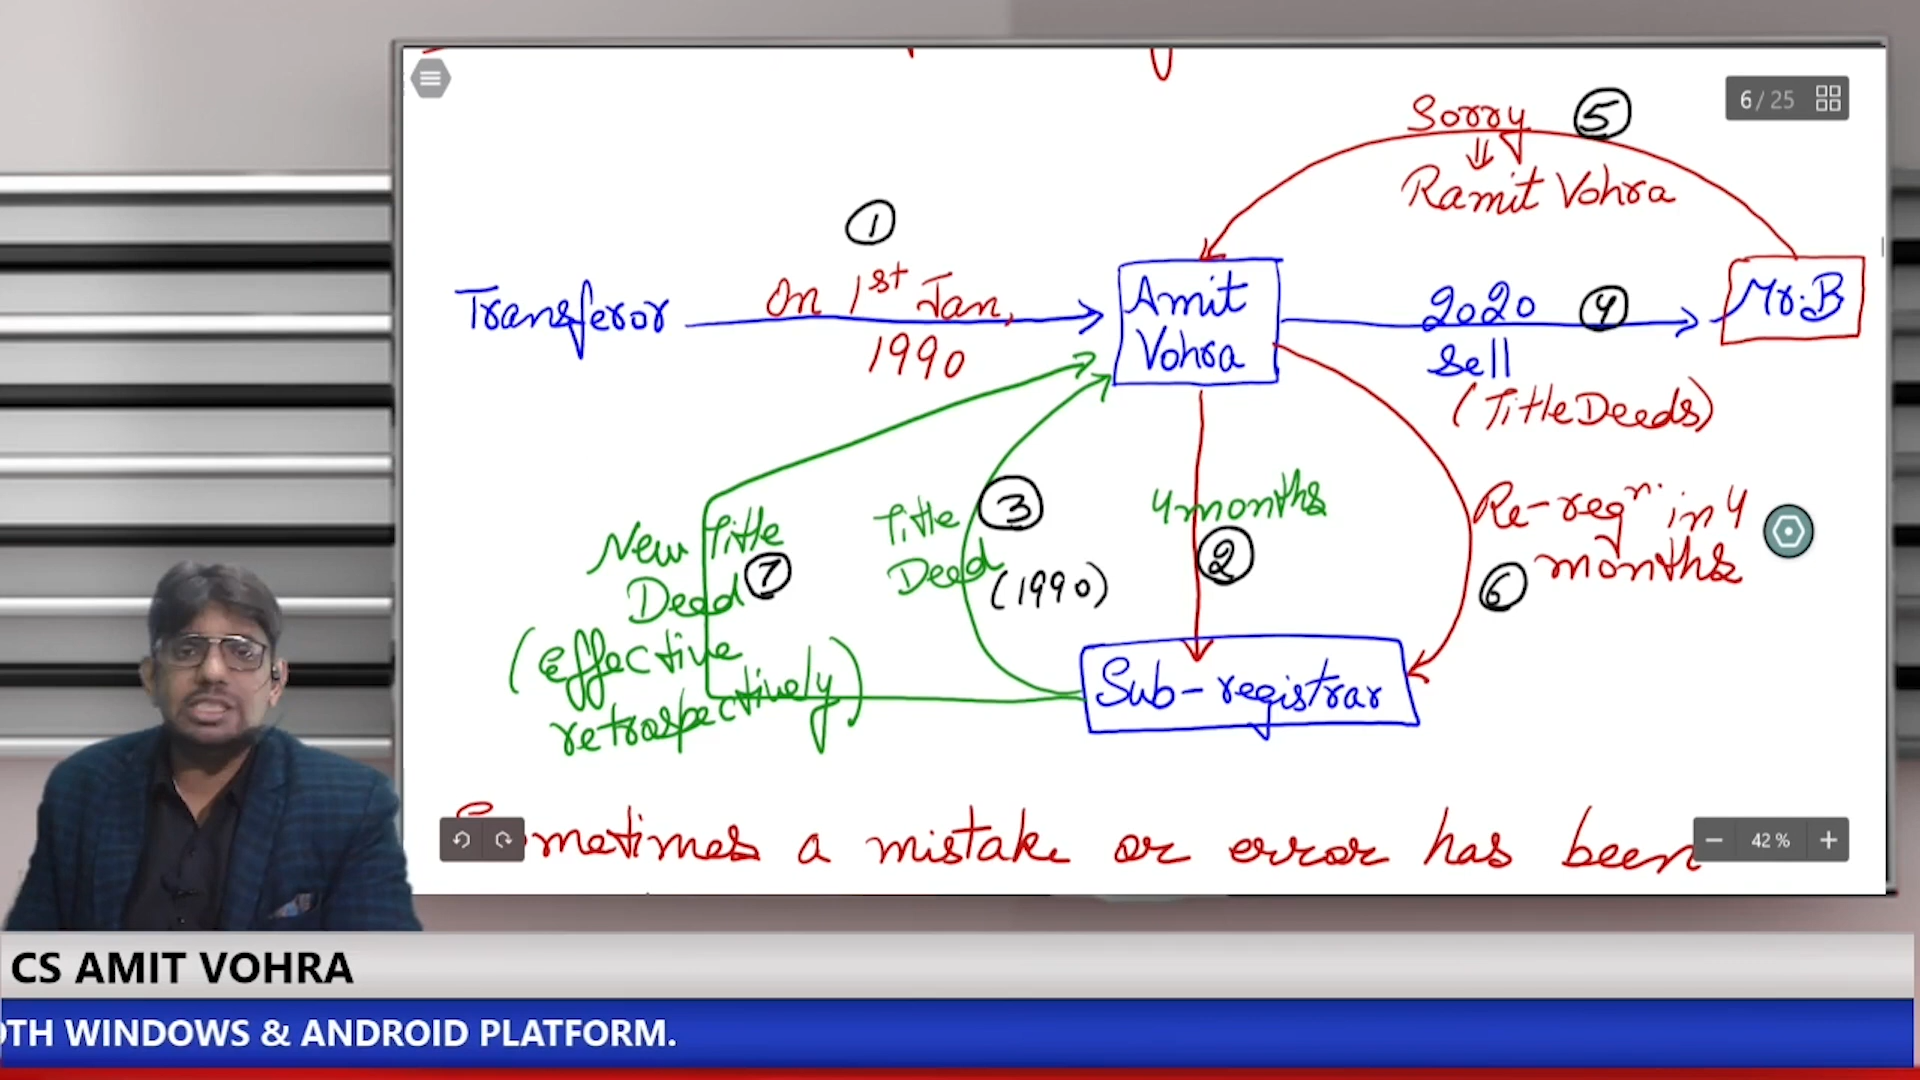 6 / 25
Sorry 5
⇓
Ramit Vohra
1
Transferor
On 1st Jan,
1990
Amit
Vohra
2020 4
Sell
(Title Deeds)
Mr. B
New Title
Deed 7
(effective
retrospectively)
Title 3
Deed
(1990)
4 months
2
Re-regn. in 4
months
6
Sub-registrar
Sometimes a mistake or error has been
42 %
CS AMIT VOHRA
OTH WINDOWS & ANDROID PLATFORM.